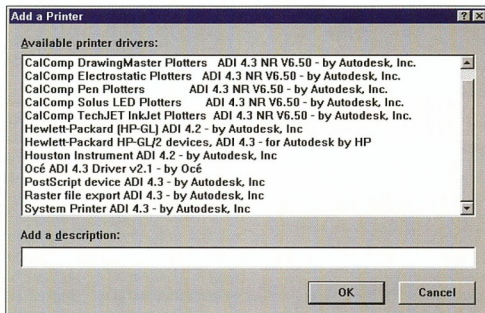 Add a Printer
Available printer drivers:
CalComp DrawingMaster Plotters ADI 4.3 NR V6.50 - by Autodesk, Inc.
CalComp Electrostatic Plotters ADI 4.3 NR V6.50 - by Autodesk, Inc.
CalComp Pen Plotters ADI 4.3 NR V6.50 - by Autodesk, Inc.
CalComp Solus LED Plotters ADI 4.3 NR V6.50 - by Autodesk, Inc.
CalComp TechJET InkJet Plotters ADI 4.3 NR V6.50 - by Autodesk, Inc.
Hewlett-Packard (HP-GL) ADI 4.2 - by Autodesk, Inc
Hewlett-Packard HP-GL/2 devices, ADI 4.3 - for Autodesk by HP
Houston Instrument ADI 4.2 - by Autodesk, Inc
Océ ADI 4.3 Driver v2.1 - by Océ
PostScript device ADI 4.3 - by Autodesk, Inc
Raster file export ADI 4.3 - by Autodesk, Inc
System Printer ADI 4.3 - by Autodesk, Inc
Add a description:
OK Cancel